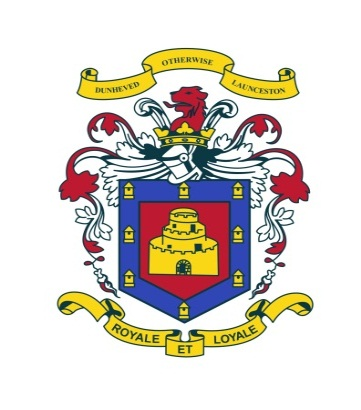 DUNHEVED OTHERWISE LAUNCESTON
ROYALE ET LOYALE